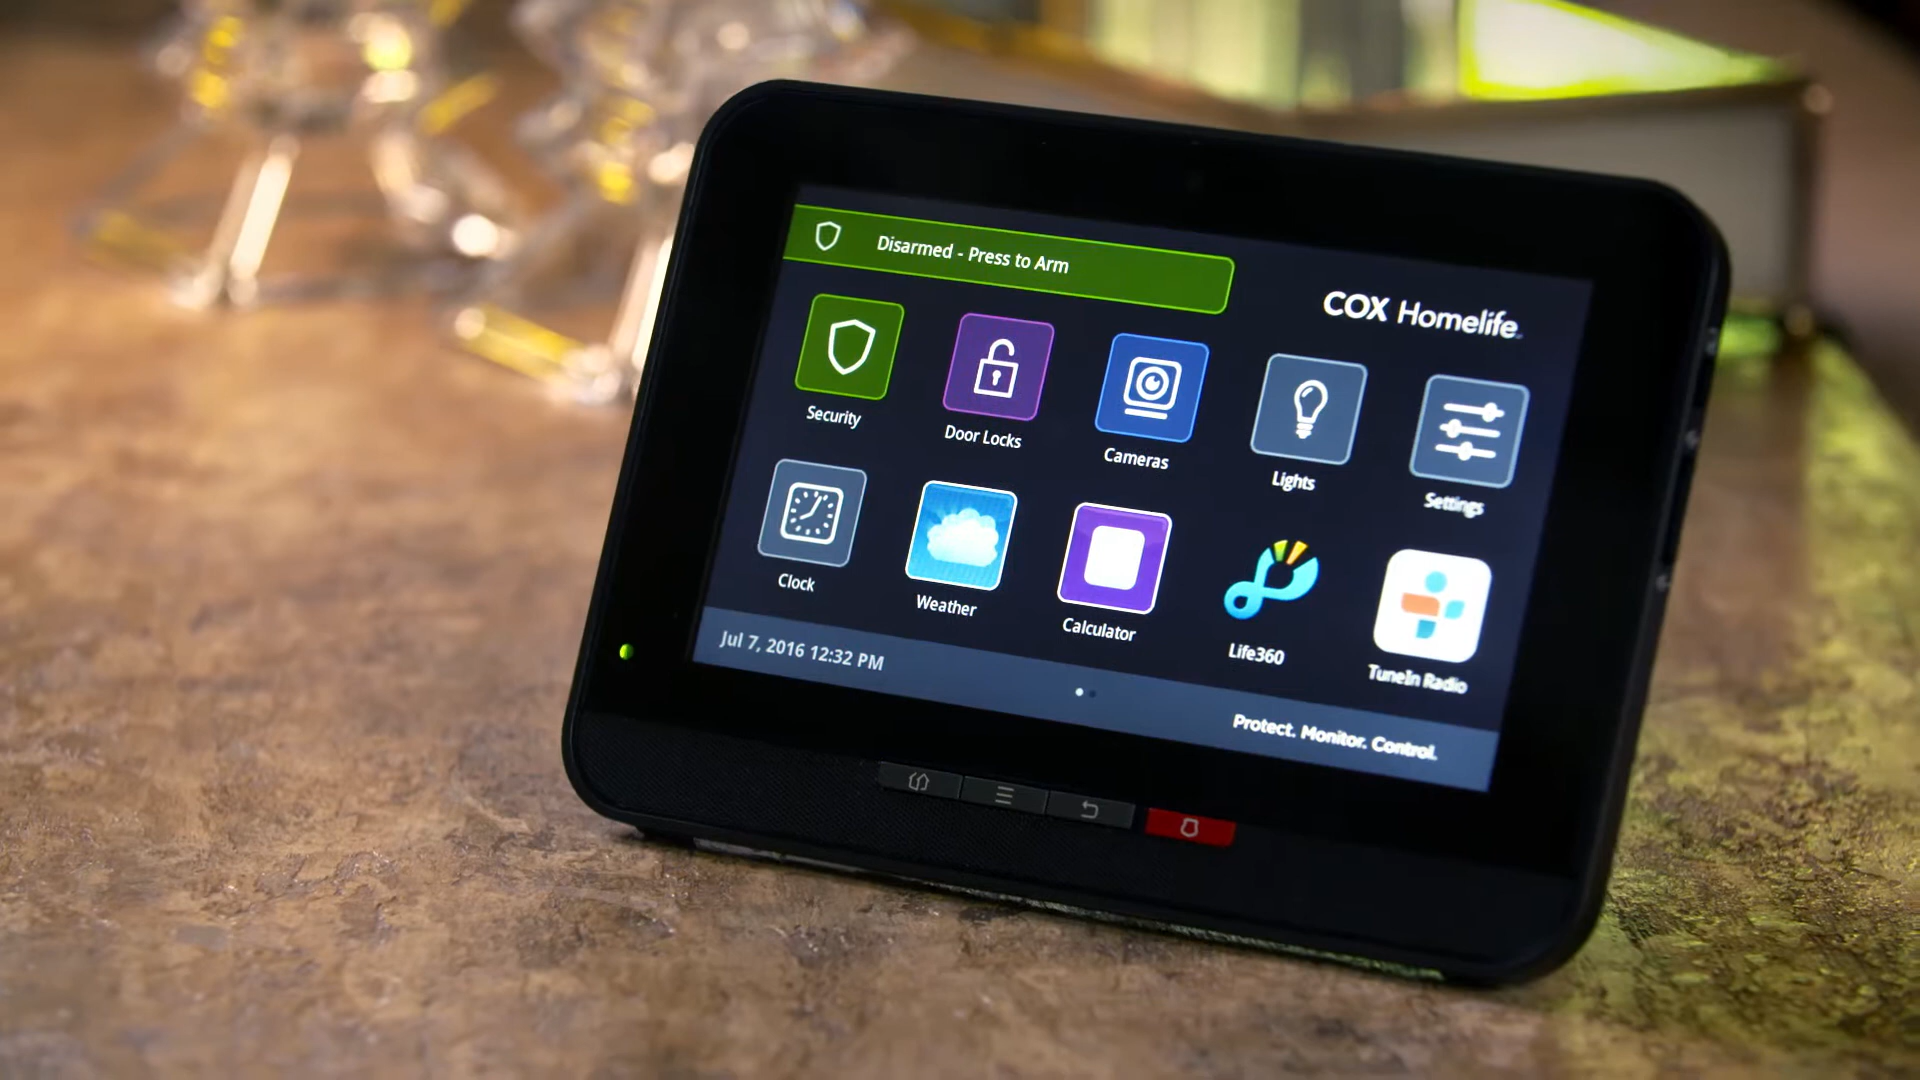 Disarmed - Press to Arm
COX Homelife
Security
Door Locks
Cameras
Lights
Settings
Clock
Weather
Calculator
Life360
TuneIn Radio
Jul 7, 2016 12:32 PM
Protect. Monitor. Control.